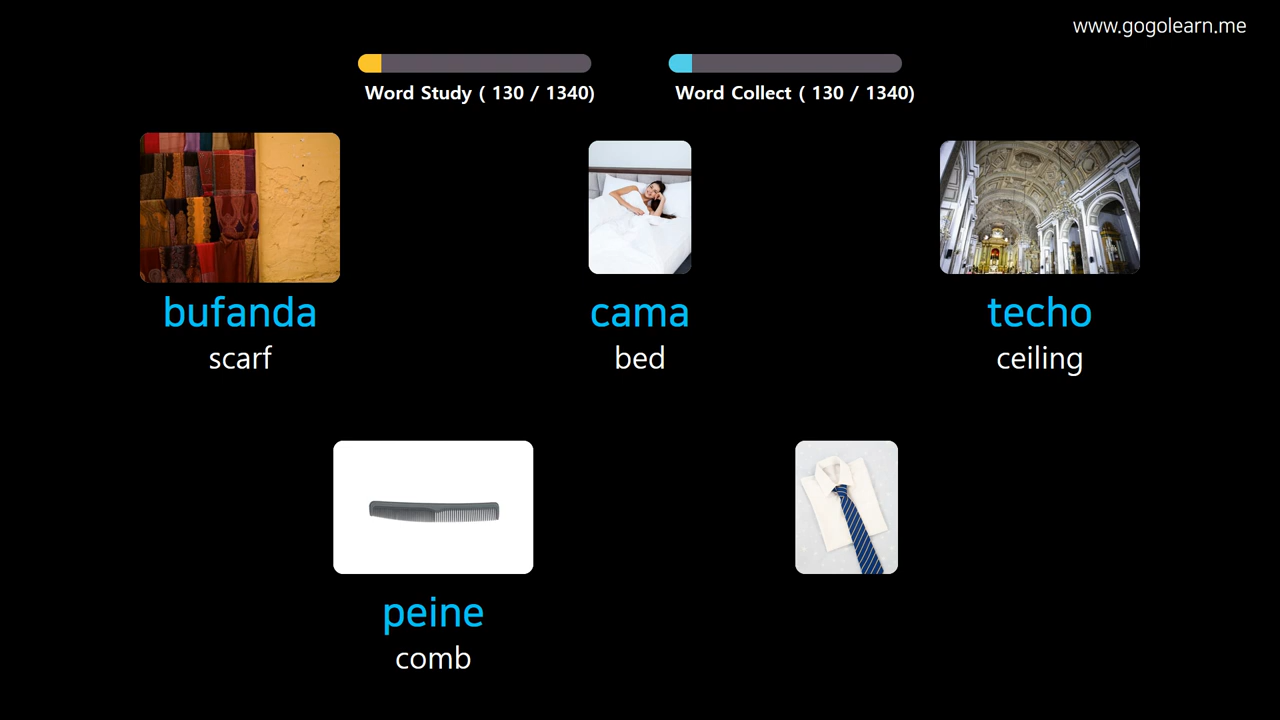 www.gogolearn.me
Word Study ( 130 / 1340)
Word Collect ( 130 / 1340)
bufanda
scarf
cama
bed
techo
ceiling
peine
comb